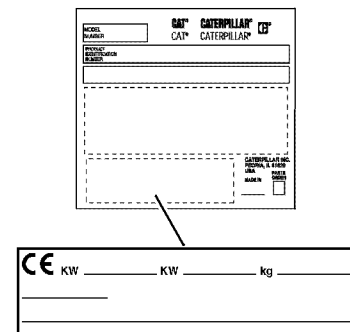 MODEL
NUMBER
CAT® CATERPILLAR®
CAT® CATERPILLAR®
PRODUCT
IDENTIFICATION
NUMBER
CATERPILLAR INC.
PEORIA, IL 61629
USA
MADE IN
PARTS
ORDER
CE KW KW kg